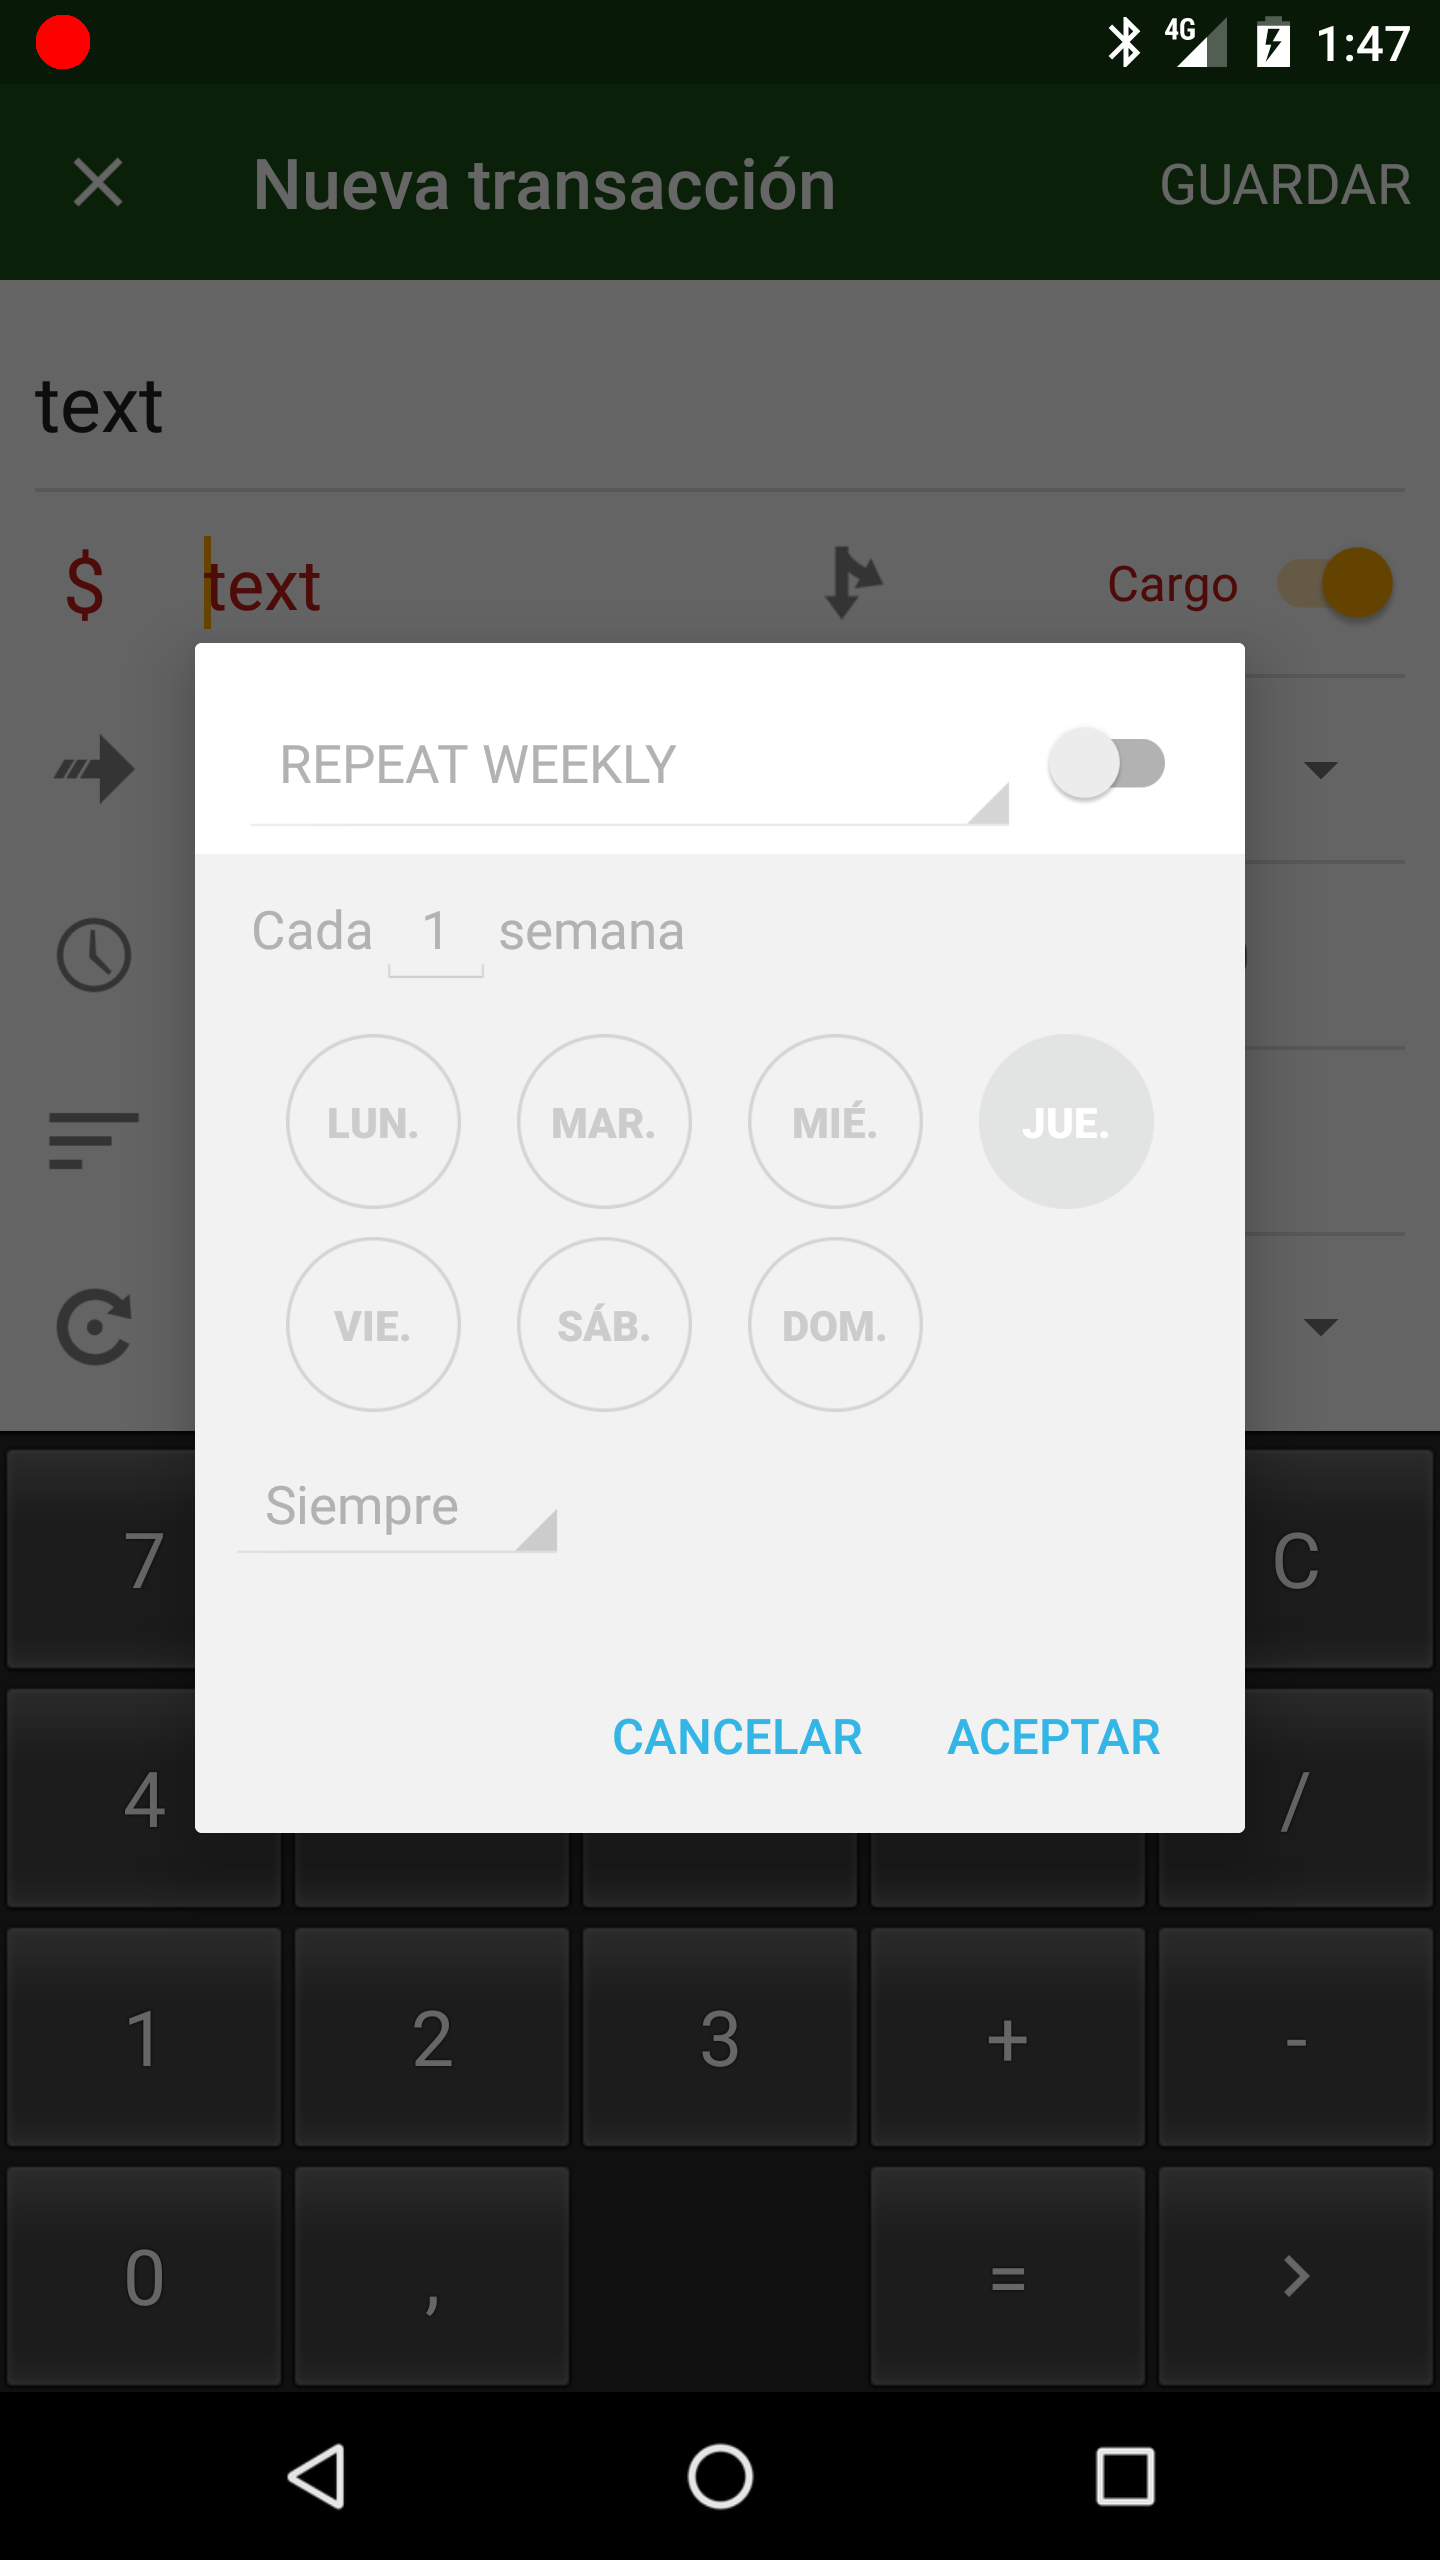 4G 1:47
Nueva transacción GUARDAR
text
$ text Cargo
REPEAT WEEKLY
Cada 1 semana
LUN. MAR. MIÉ. JUE.
VIE. SÁB. DOM.
Siempre
7 C
CANCELAR ACEPTAR
4 /
1 2 3 + -
0 , = >